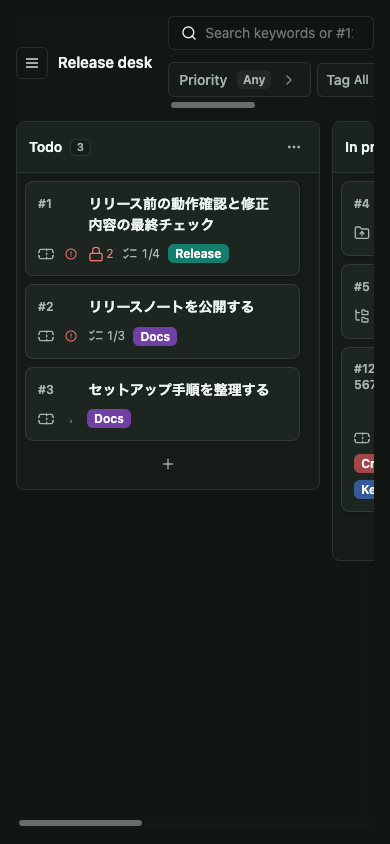 Release desk
Search keywords or #1
Priority Any
Tag All
Todo 3
#1 リリース前の動作確認と修正
内容の最終チェック
2 1/4 Release
#2 リリースノートを公開する
1/3 Docs
#3 セットアップ手順を整理する
Docs
In pr
#4
#5
#12
567
Cr
Ke